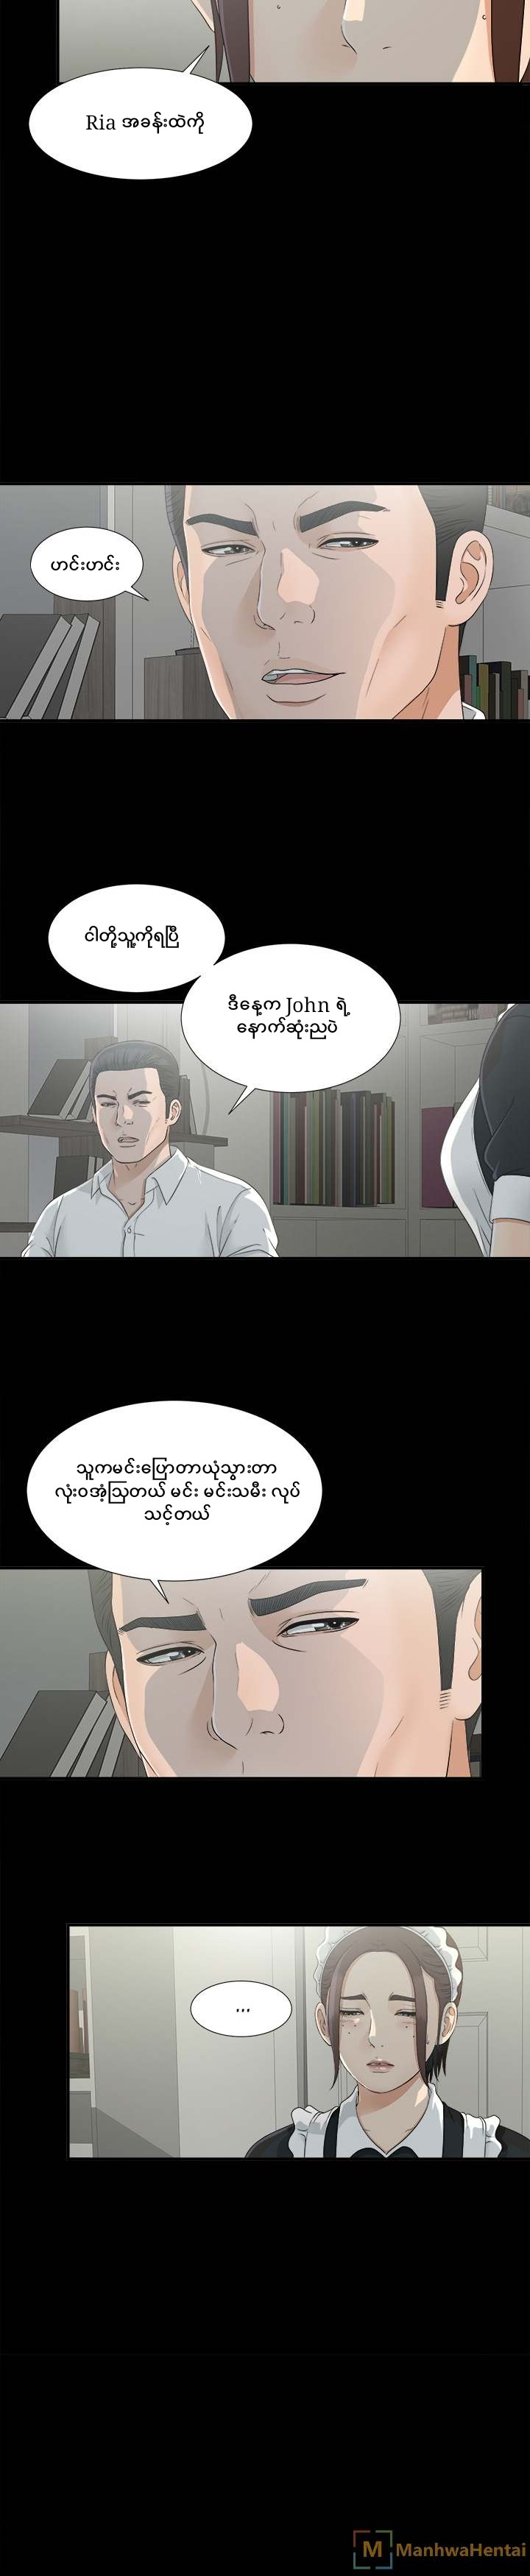 Ria အခန်းထဲကို
ဟင်းဟင်း
ငါတို့သူ့ကိုရပြီ
ဒီနေ့က John ရဲ့
နောက်ဆုံးညပဲ
သူကမင်းပြောတာယုံသွားတာ
လုံးဝအံ့ဩတယ် မင်း မင်းသမီး လုပ်
သင့်တယ်
...
M ManhwaHentai